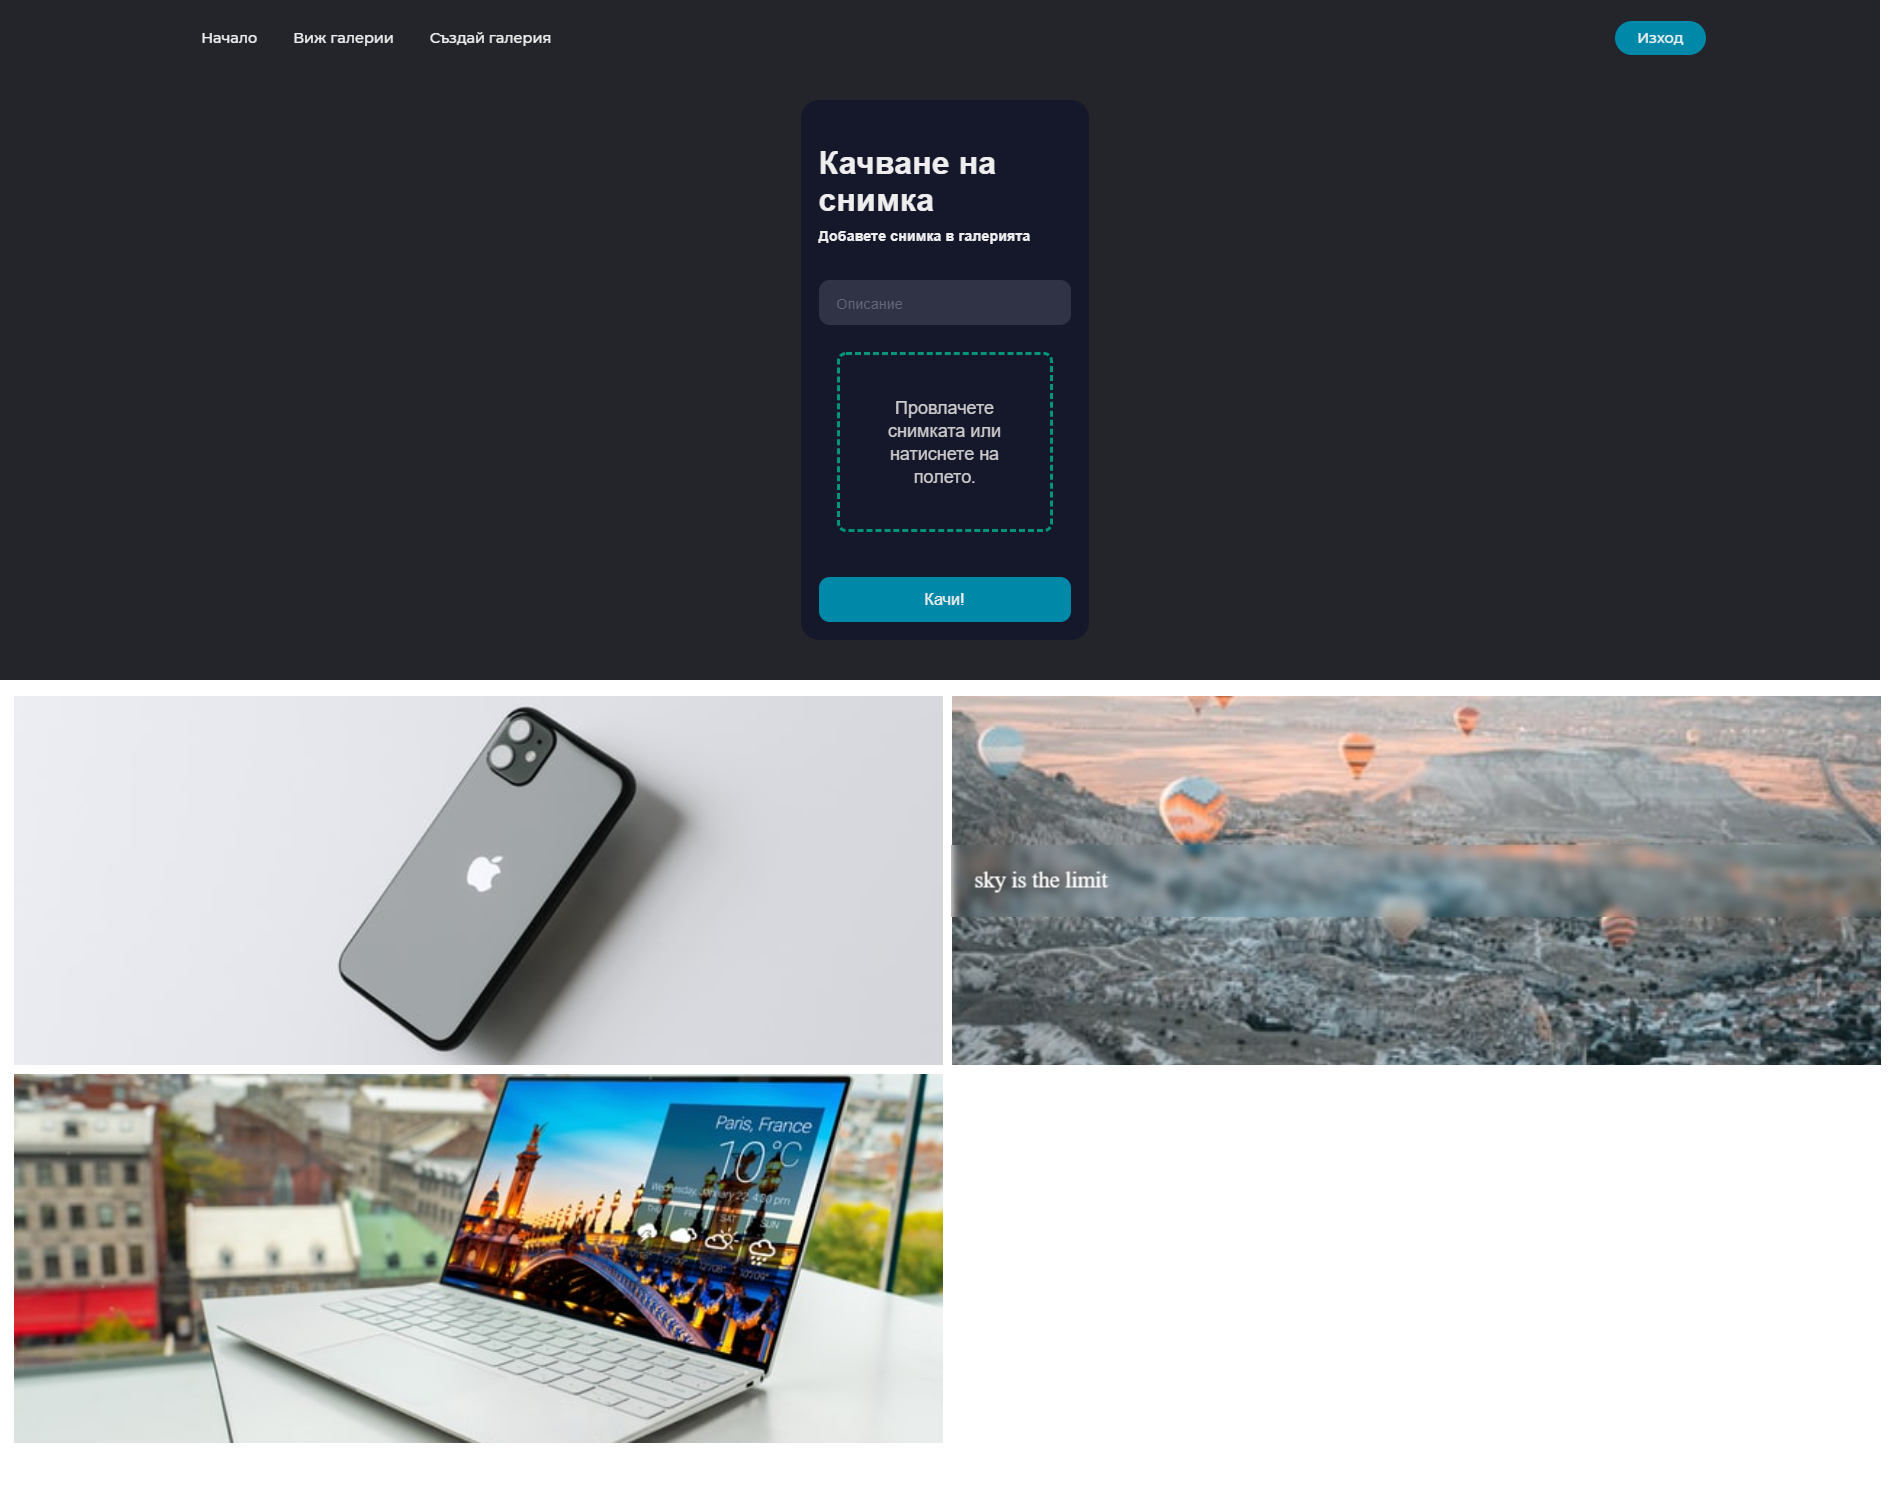 Начало
Виж галерии
Създай галерия
Изход
Качване на
снимка
Добавете снимка в галерията
Описание
Провлачете
снимката или
натиснете на
полето.
Качи!
sky is the limit
Paris, France
10°C
Wednesday, January 22, 4:30 pm
THU
FRI
SAT
SUN